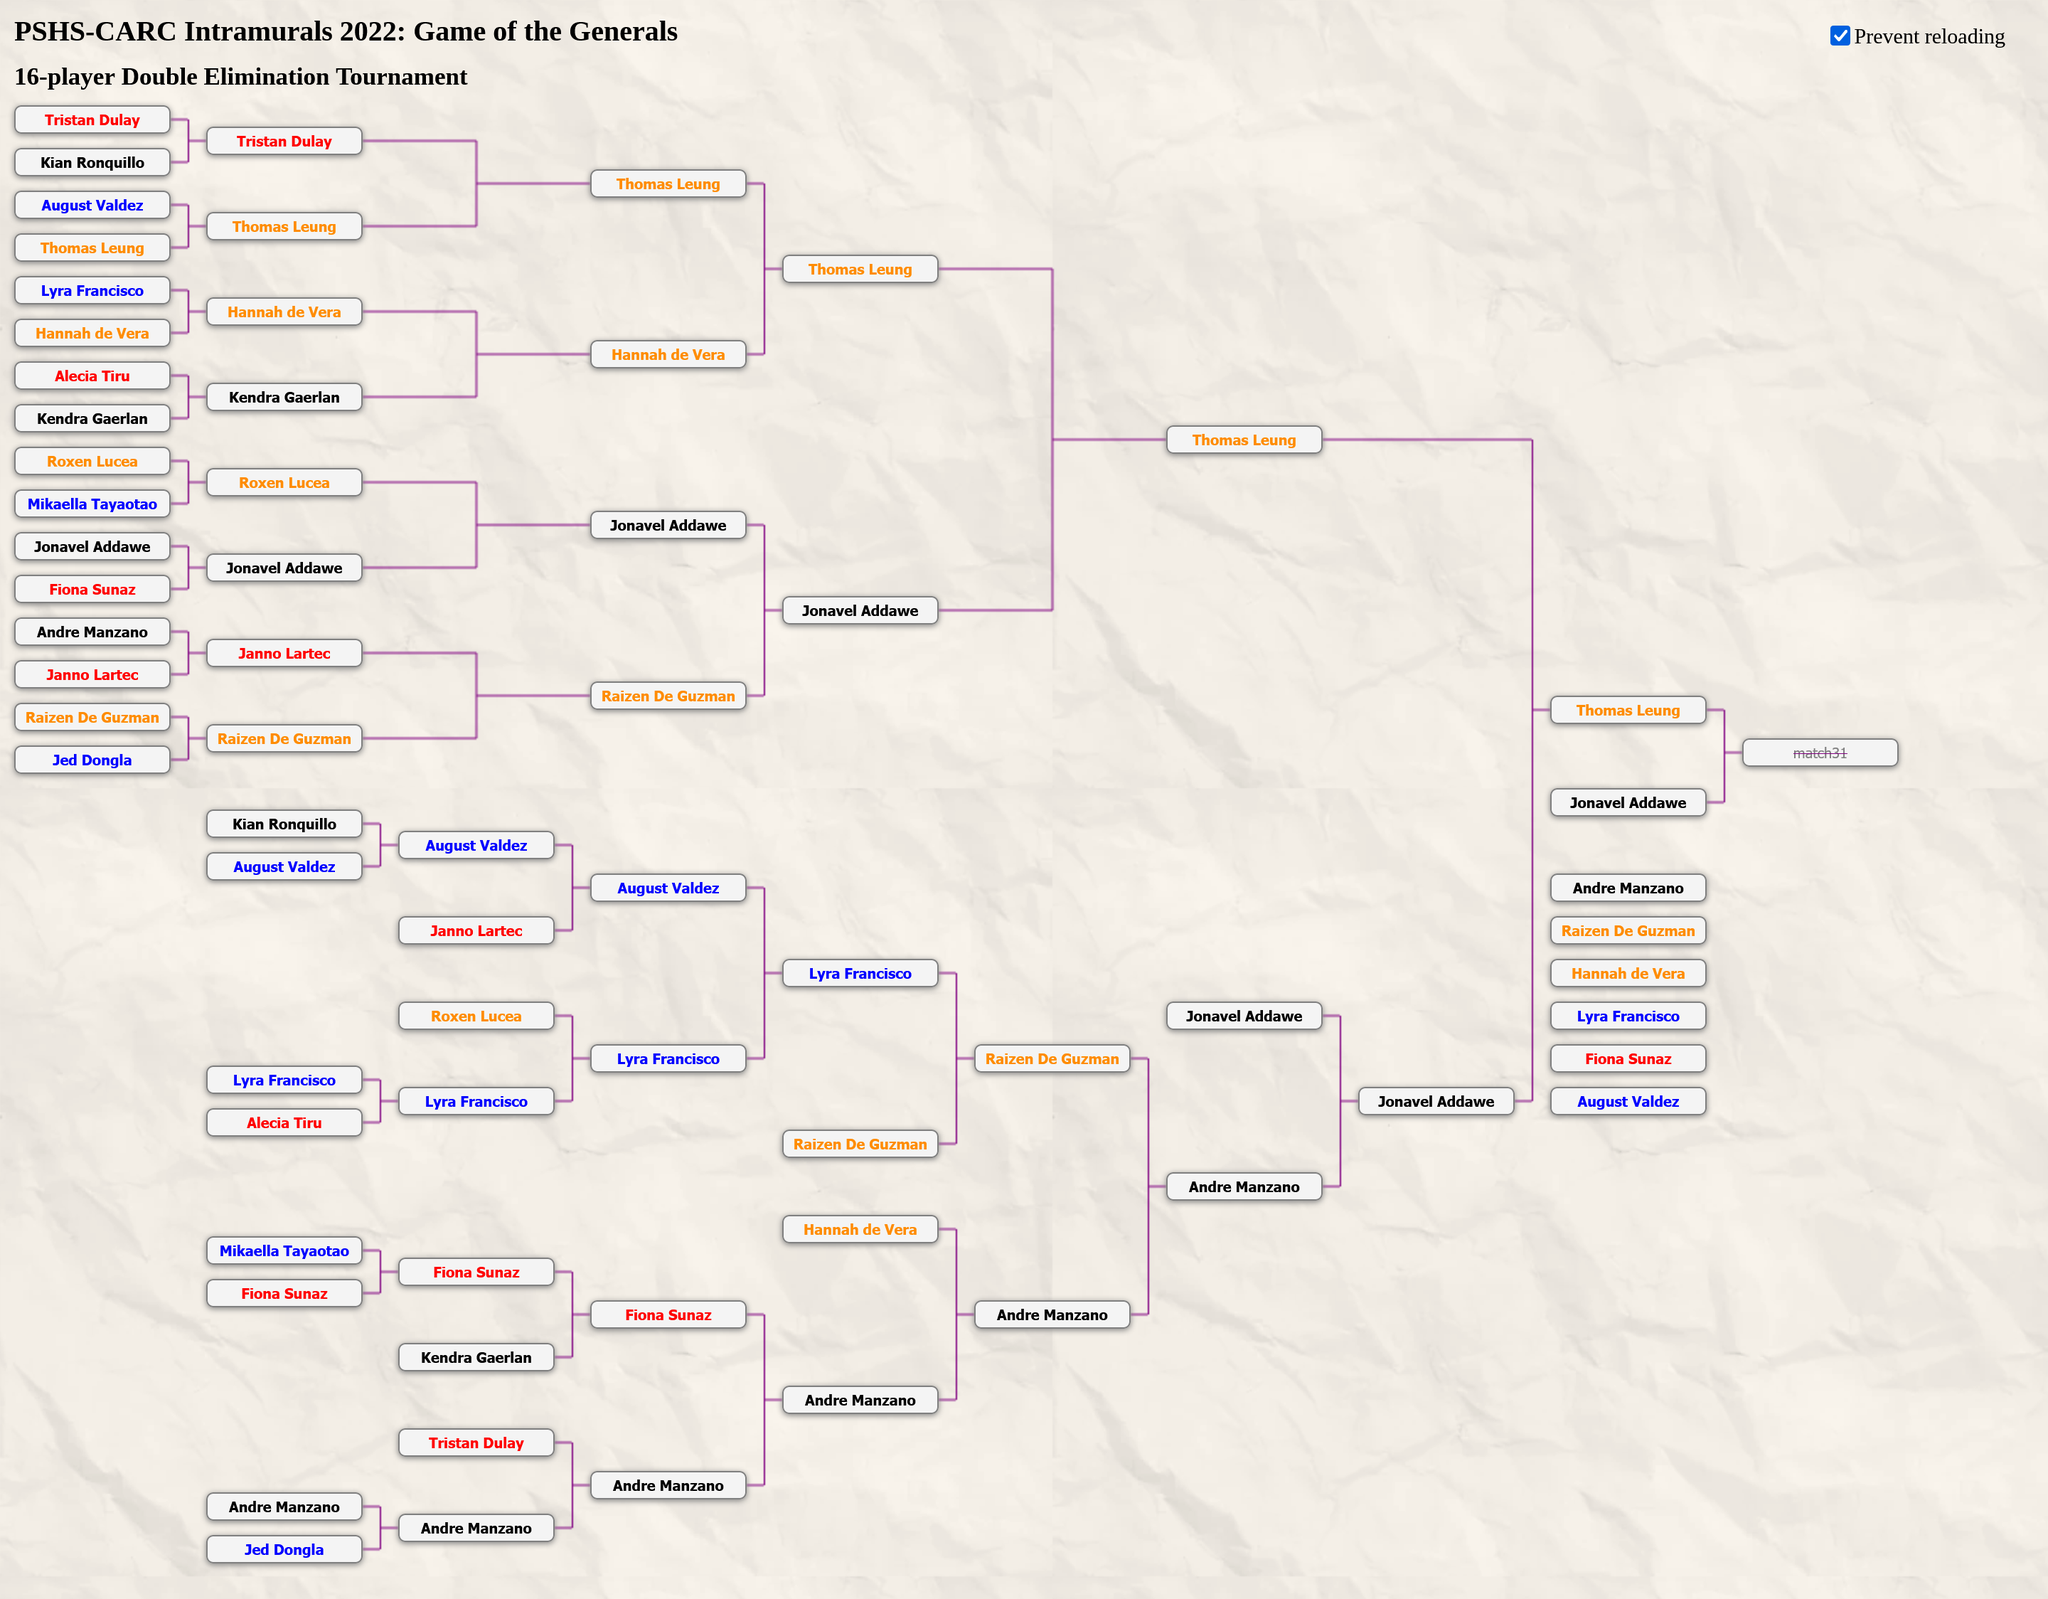 PSHS-CARC Intramurals 2022: Game of the Generals
Prevent reloading
16-player Double Elimination Tournament
Tristan Dulay
Kian Ronquillo
August Valdez
Thomas Leung
Lyra Francisco
Hannah de Vera
Alecia Tiru
Kendra Gaerlan
Roxen Lucea
Mikaella Tayaotao
Jonavel Addawe
Fiona Sunaz
Andre Manzano
Janno Lartec
Raizen De Guzman
Jed Dongla
Tristan Dulay
Thomas Leung
Hannah de Vera
Kendra Gaerlan
Roxen Lucea
Jonavel Addawe
Janno Lartec
Raizen De Guzman
Thomas Leung
Hannah de Vera
Jonavel Addawe
Raizen De Guzman
Thomas Leung
Jonavel Addawe
Thomas Leung
Thomas Leung
Jonavel Addawe
match31
Kian Ronquillo
August Valdez
Lyra Francisco
Alecia Tiru
Mikaella Tayaotao
Fiona Sunaz
Andre Manzano
Jed Dongla
August Valdez
Janno Lartec
Roxen Lucea
Lyra Francisco
Fiona Sunaz
Kendra Gaerlan
Tristan Dulay
Andre Manzano
August Valdez
Lyra Francisco
Fiona Sunaz
Andre Manzano
Lyra Francisco
Raizen De Guzman
Hannah de Vera
Andre Manzano
Raizen De Guzman
Andre Manzano
Jonavel Addawe
Andre Manzano
Jonavel Addawe
Andre Manzano
Raizen De Guzman
Hannah de Vera
Lyra Francisco
Fiona Sunaz
August Valdez